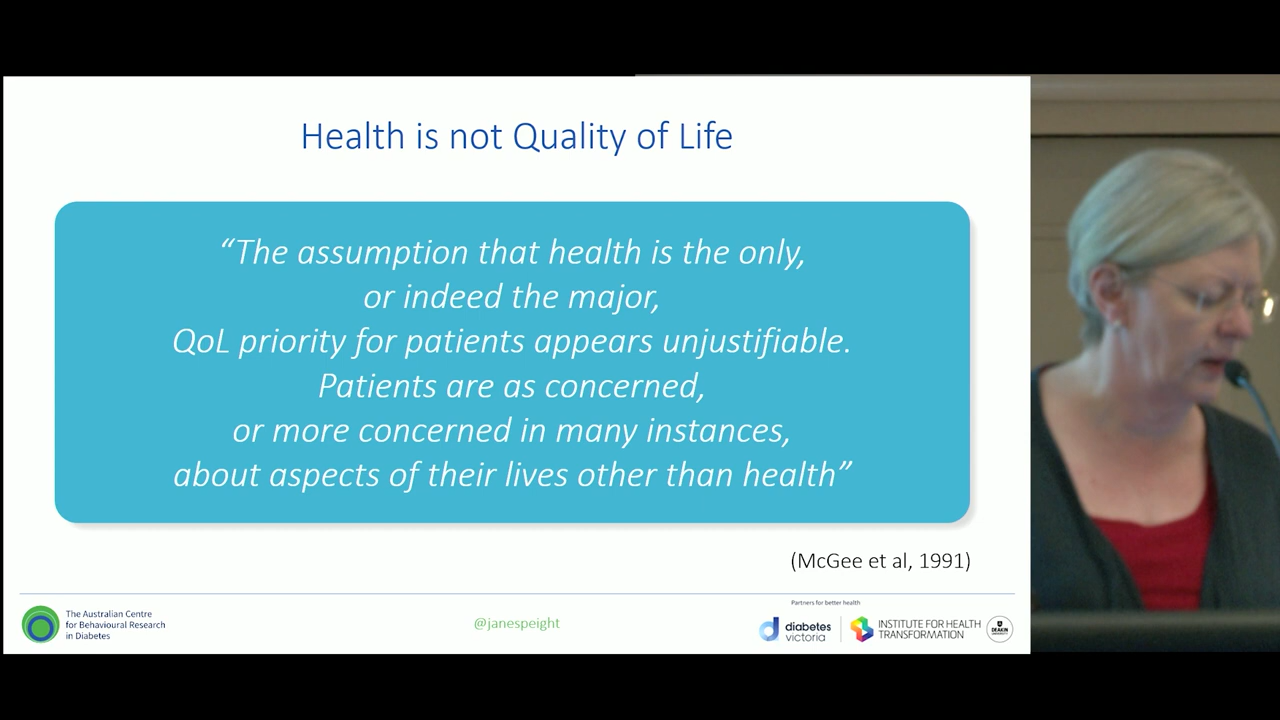 Health is not Quality of Life
“The assumption that health is the only,
or indeed the major,
QoL priority for patients appears unjustifiable.
Patients are as concerned,
or more concerned in many instances,
about aspects of their lives other than health”
(McGee et al, 1991)
The Australian Centre
for Behavioural Research
in Diabetes
@janespeight
Partners for better health
diabetes
victoria
INSTITUTE FOR HEALTH
TRANSFORMATION
DEAKIN
UNIVERSITY